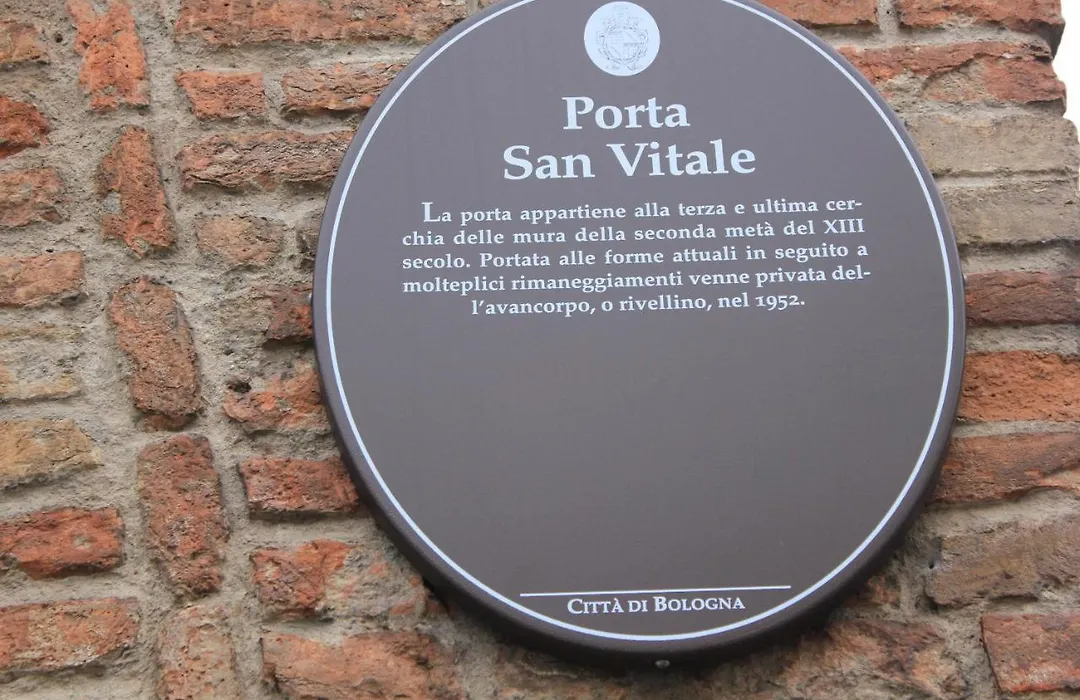 Porta
San Vitale
La porta appartiene alla terza e ultima cer-
chia delle mura della seconda metà del XIII
secolo. Portata alle forme attuali in seguito a
molteplici rimaneggiamenti venne privata del-
l'avancorpo, o rivellino, nel 1952.
Città di Bologna